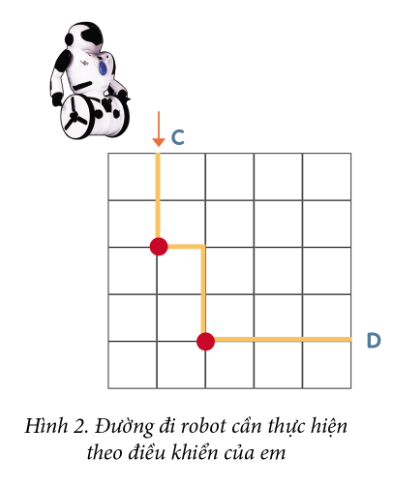 C
D
Hình 2. Đường đi robot cần thực hiện
theo điều khiển của em